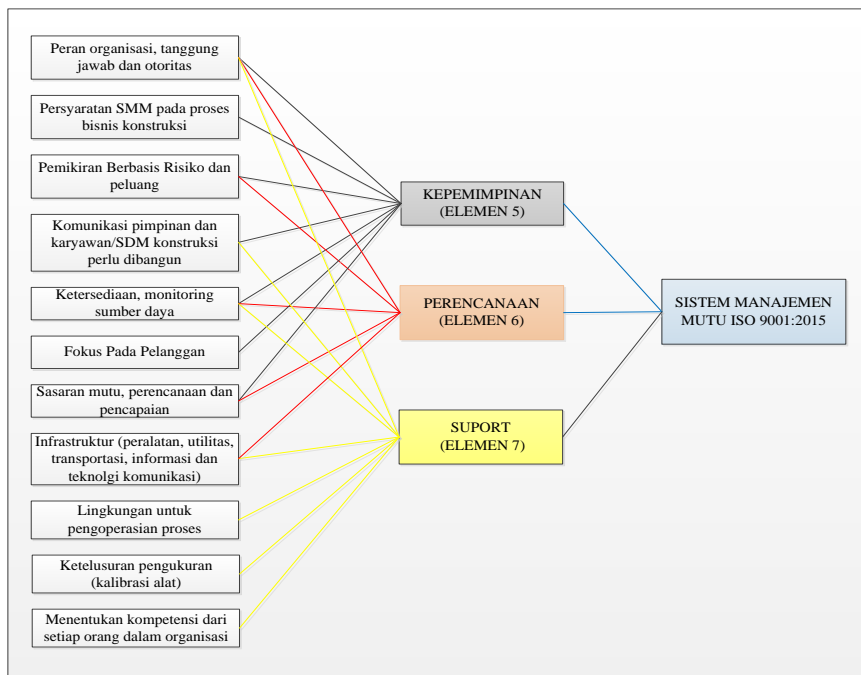 Peran organisasi, tanggung
jawab dan otoritas
Persyaratan SMM pada proses
bisnis konstruksi
Pemikiran Berbasis Risiko dan
peluang
Komunikasi pimpinan dan
karyawan/SDM konstruksi
perlu dibangun
Ketersediaan, monitoring
sumber daya
Fokus Pada Pelanggan
Sasaran mutu, perencanaan dan
pencapaian
Infrastruktur (peralatan, utilitas,
transportasi, informasi dan
teknolgi komunikasi)
Lingkungan untuk
pengoperasian proses
Ketelusuran pengukuran
(kalibrasi alat)
Menentukan kompetensi dari
setiap orang dalam organisasi
KEPEMIMPINAN
(ELEMEN 5)
PERENCANAAN
(ELEMEN 6)
SUPORT
(ELEMEN 7)
SISTEM MANAJEMEN
MUTU ISO 9001:2015